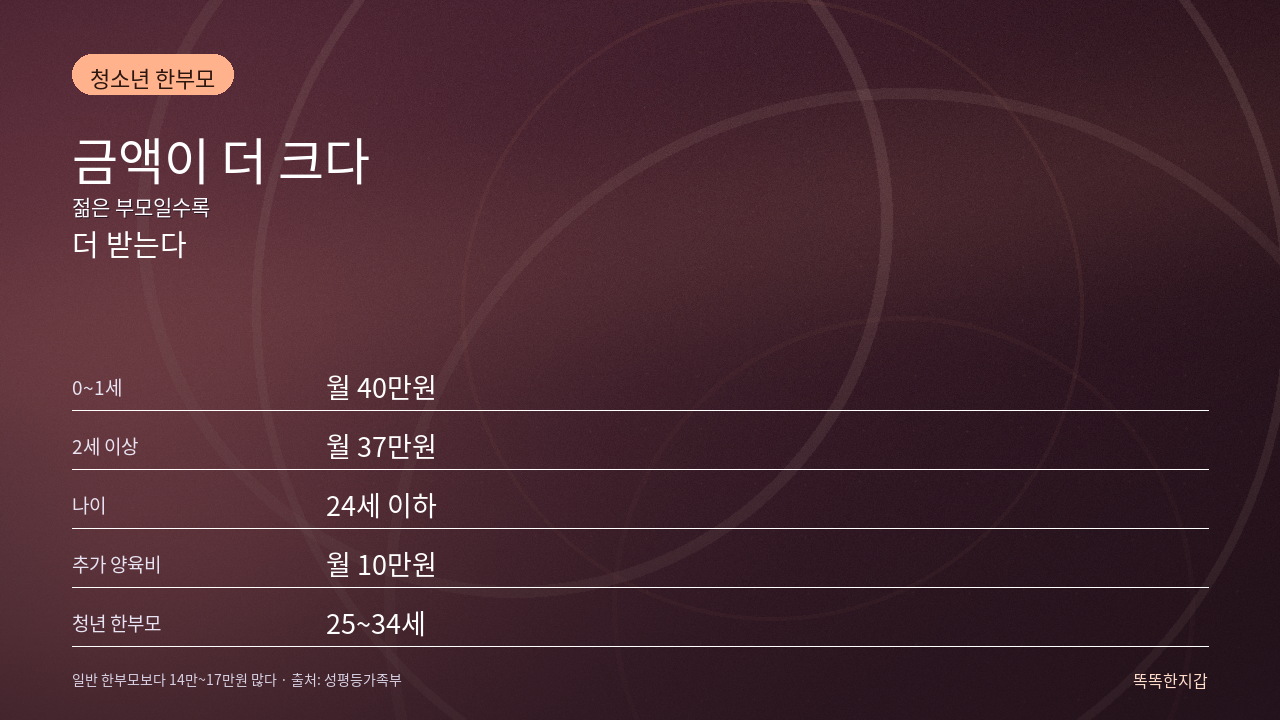 청소년 한부모
금액이 더 크다
젊은 부모일수록
더 받는다
0~1세 월 40만원
2세 이상 월 37만원
나이 24세 이하
추가 양육비 월 10만원
청년 한부모 25~34세
일반 한부모보다 14만~17만원 많다 · 출처: 성평등가족부
똑똑한지갑